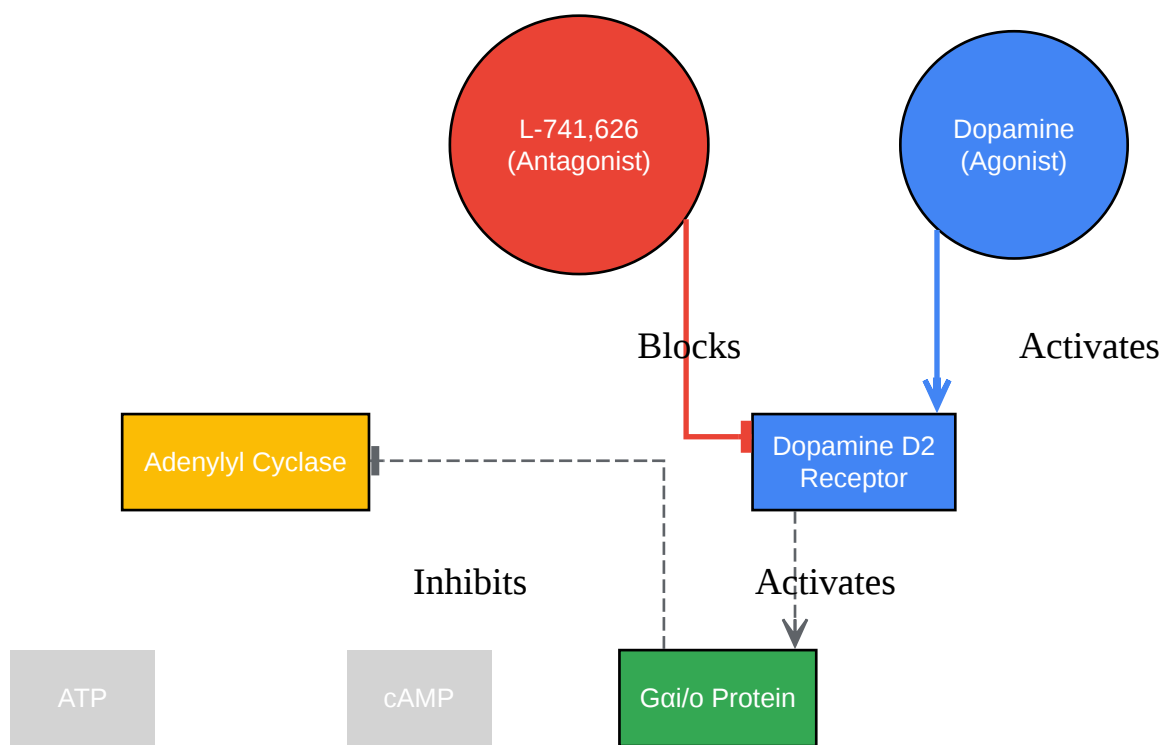 L-741,626
(Antagonist)
Dopamine
(Agonist)
Blocks
Activates
Adenylyl Cyclase
Dopamine D2
Receptor
Inhibits
Activates
ATP
cAMP
Gαi/o Protein